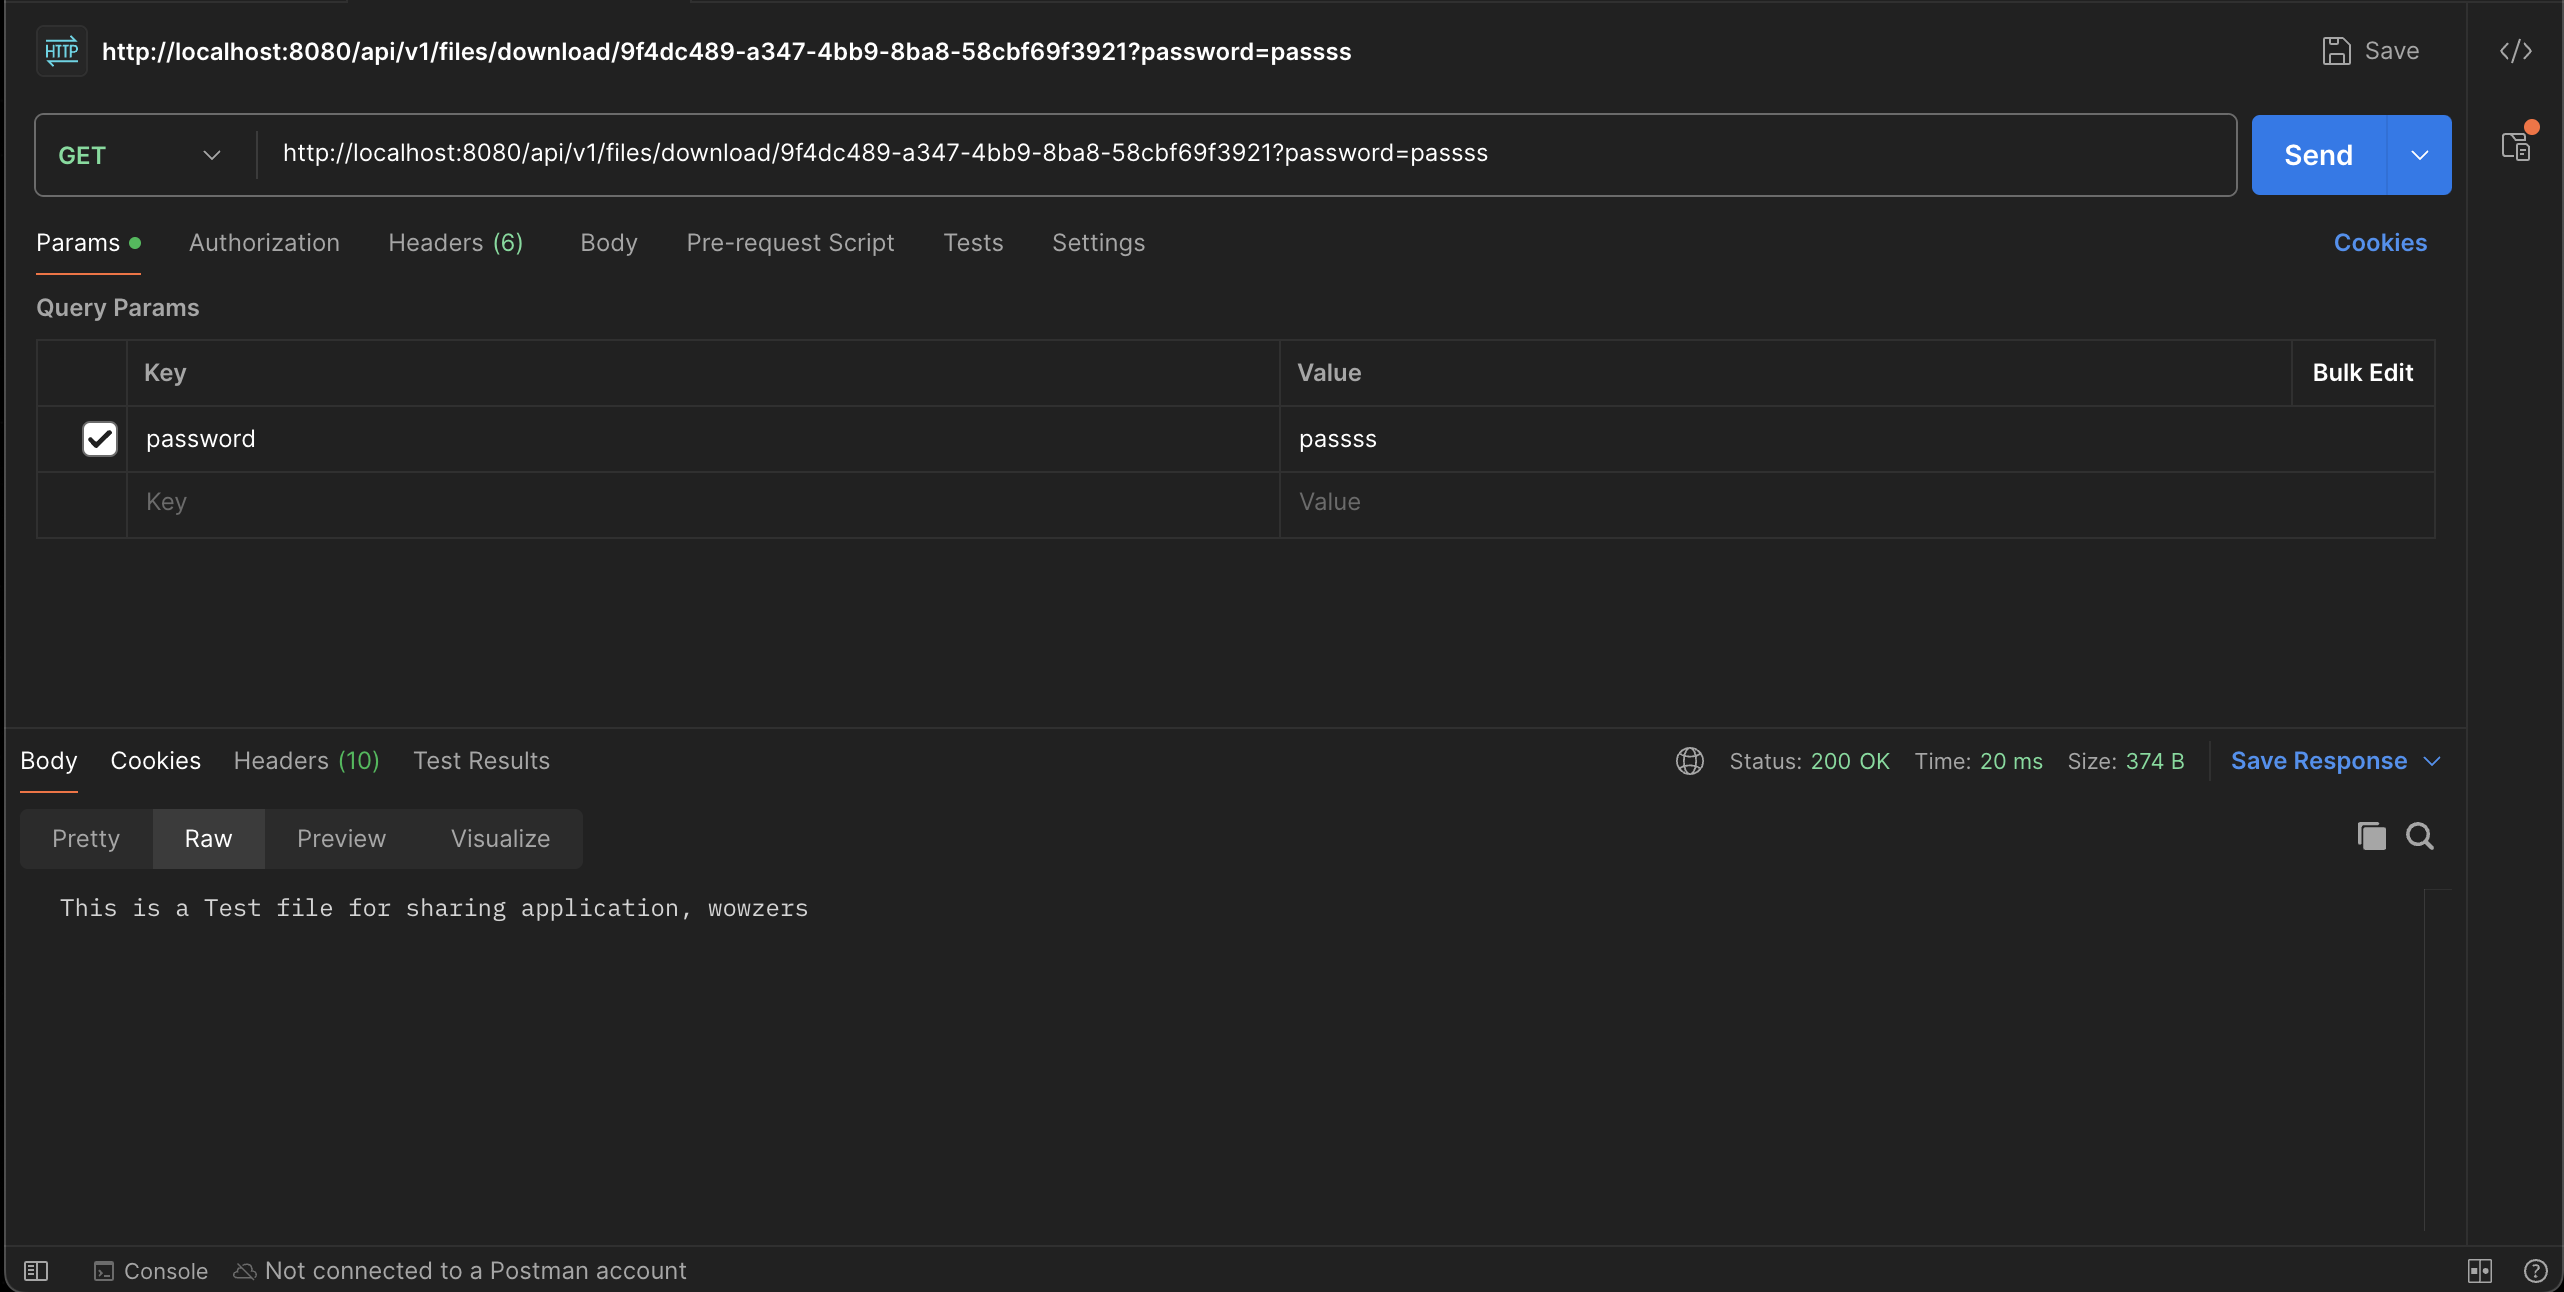 HTTP http://localhost:8080/api/v1/files/download/9f4dc489-a347-4bb9-8ba8-58cbf69f3921?password=passss Save
GET http://localhost:8080/api/v1/files/download/9f4dc489-a347-4bb9-8ba8-58cbf69f3921?password=passss Send
Params Authorization Headers (6) Body Pre-request Script Tests Settings Cookies
Query Params
Key Value Bulk Edit
password passss
Key Value
Body Cookies Headers (10) Test Results Status: 200 OK Time: 20 ms Size: 374 B Save Response
Pretty Raw Preview Visualize
This is a Test file for sharing application, wowzers
Console Not connected to a Postman account